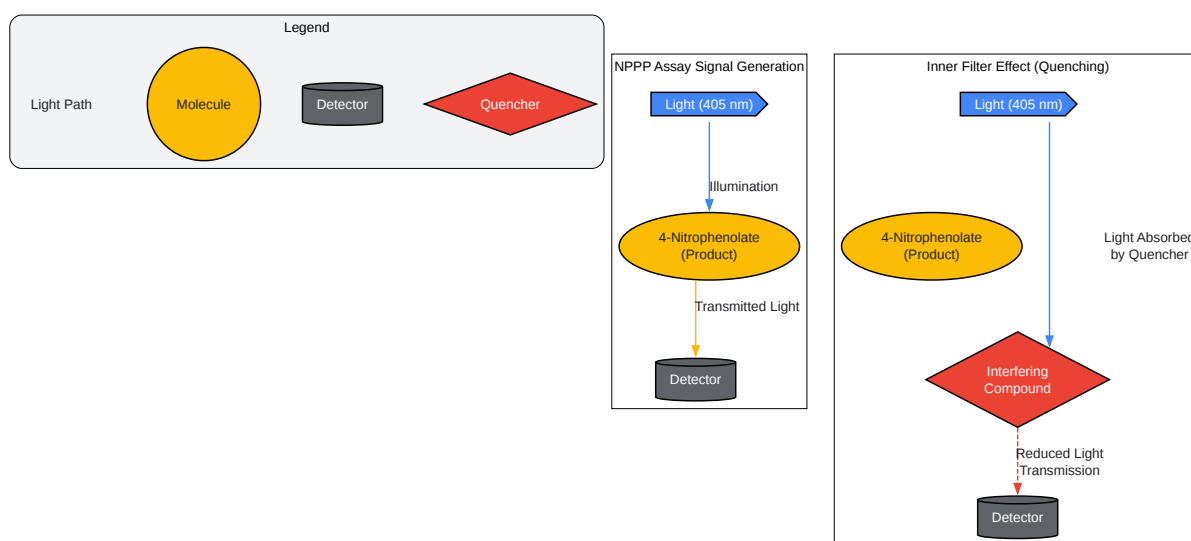 Legend
Light Path
Molecule
Detector
Quencher
NPPP Assay Signal Generation
Light (405 nm)
Illumination
4-Nitrophenolate
(Product)
Transmitted Light
Detector
Inner Filter Effect (Quenching)
Light (405 nm)
4-Nitrophenolate
(Product)
Light Absorbed
by Quencher
Interfering
Compound
Reduced Light
Transmission
Detector